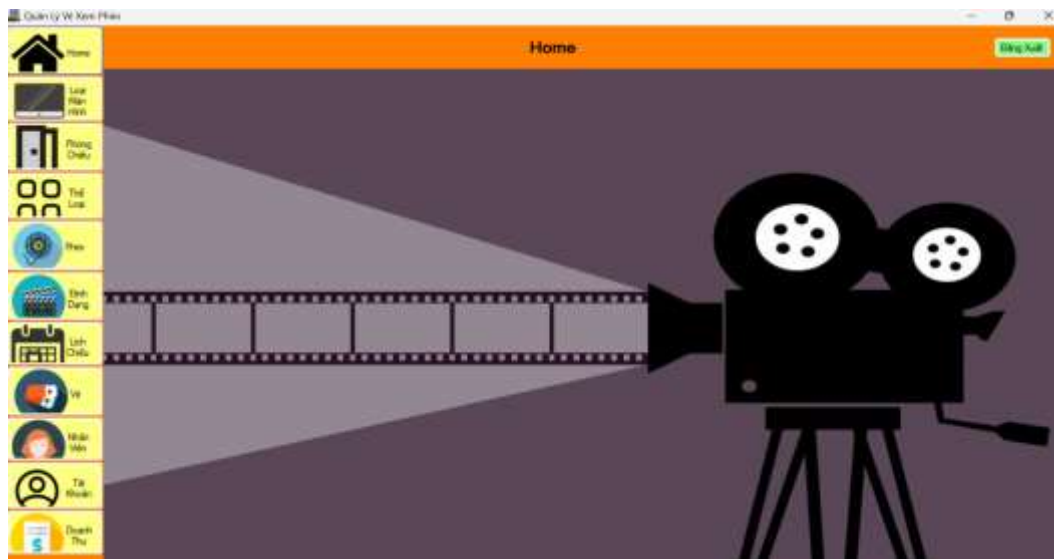 Quản Lý Vé Xem Phim
Home
Đăng Xuất
Home
Loại
Màn
Hình
Phòng
Chiếu
Thể
Loại
Phim
Định
Dạng
Lịch
Chiếu
Vé
Nhân
Viên
Tài
Khoản
Doanh
Thu